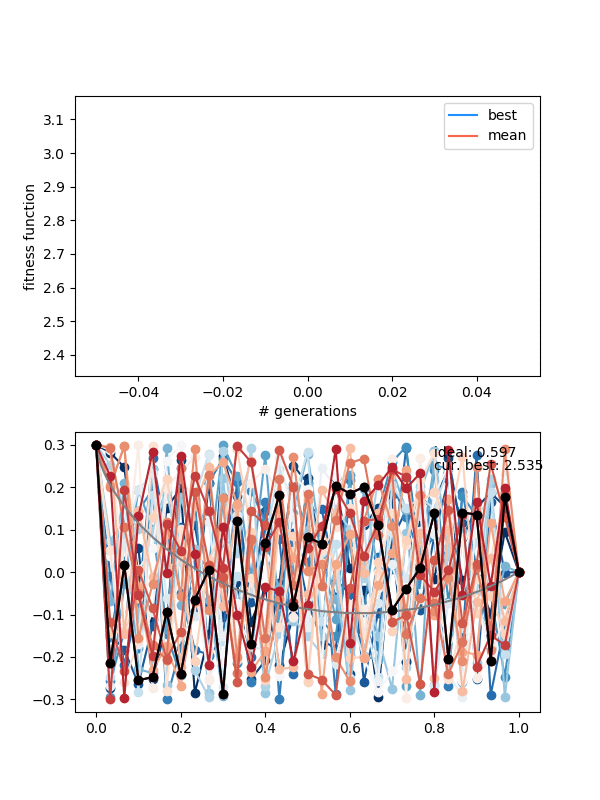 best
mean
3.1
3.0
2.9
2.8
2.7
2.6
2.5
2.4
fitness function
−0.04 −0.02 0.00 0.02 0.04
# generations
ideal: 0.597
cur. best: 2.535
0.3
0.2
0.1
0.0
−0.1
−0.2
−0.3
0.0 0.2 0.4 0.6 0.8 1.0